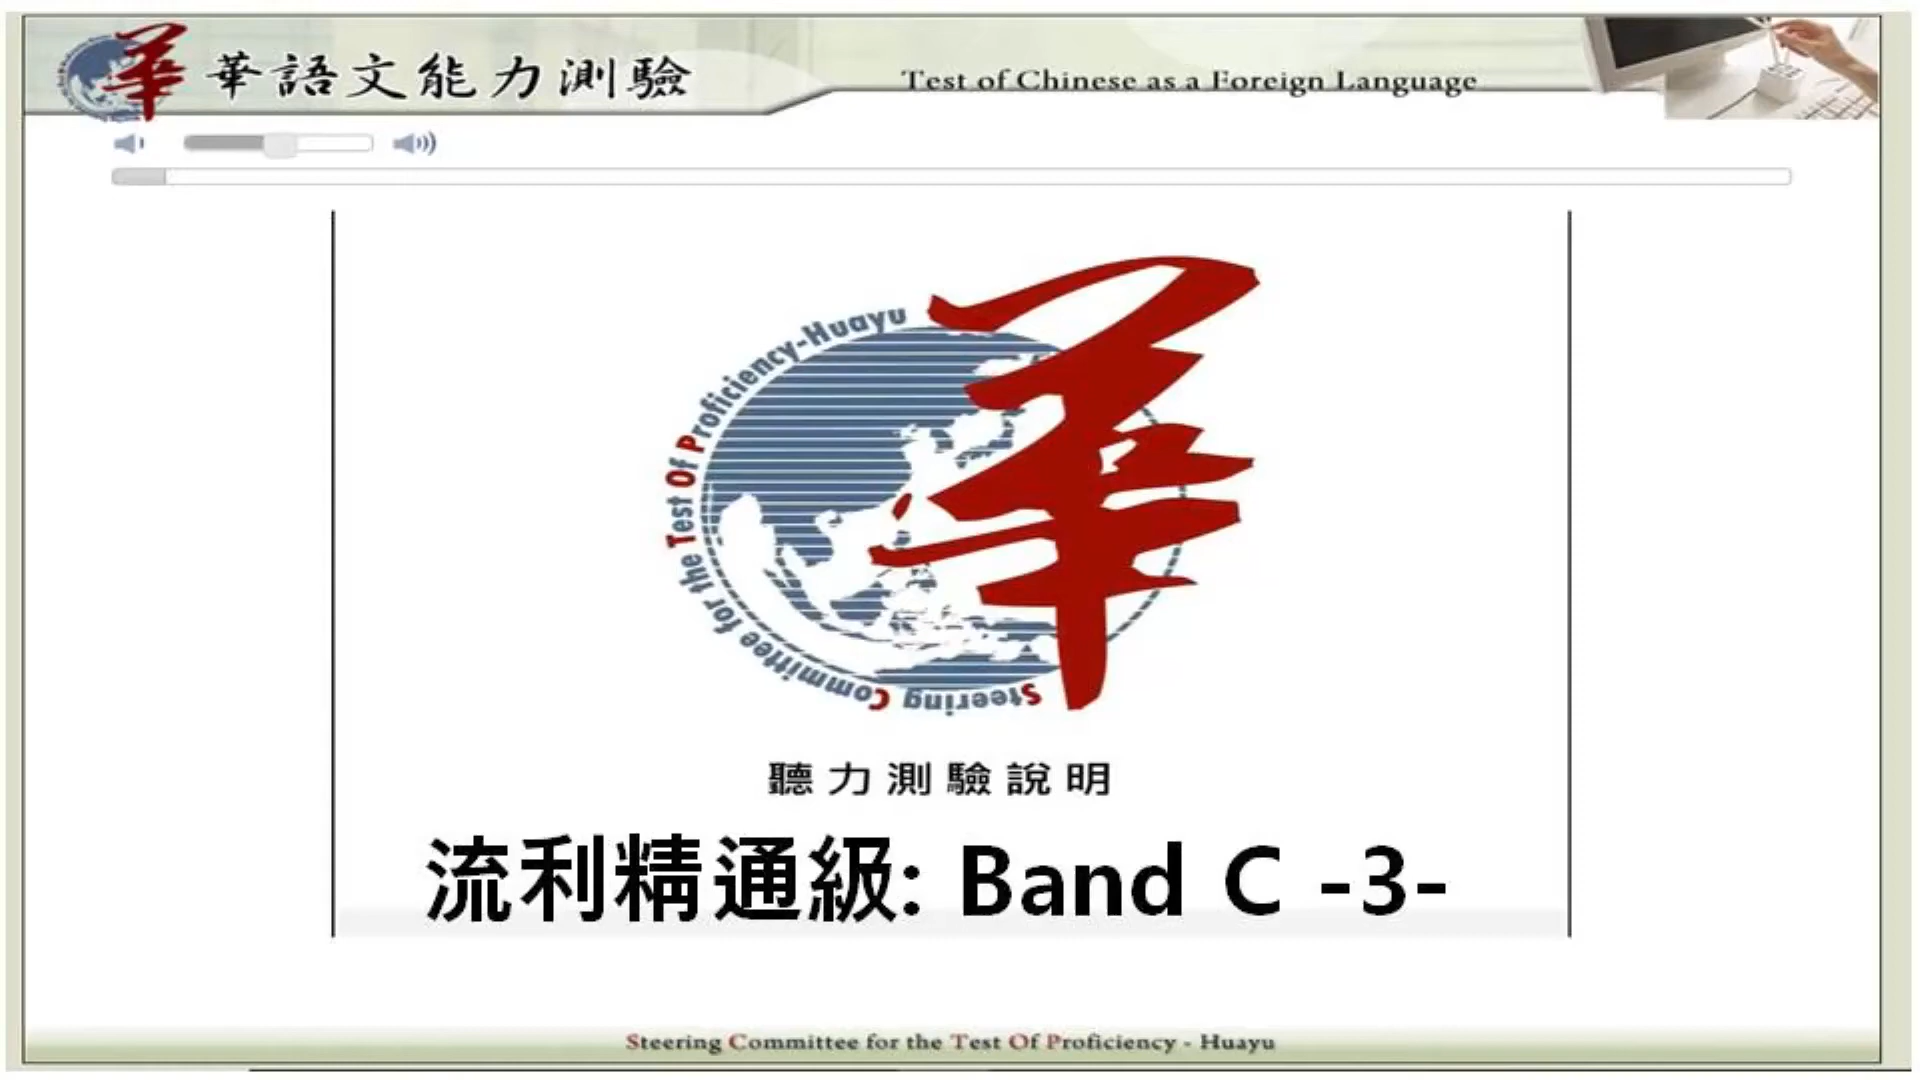 華 華語文能力測驗
Test of Chinese as a Foreign Language
Steering Committee for the Test Of Proficiency-Huayu
華
聽力測驗說明
流利精通級: Band C -3-
Steering Committee for the Test Of Proficiency - Huayu